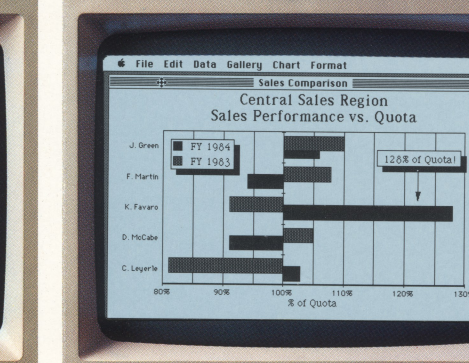 File Edit Data Gallery Chart Format
Sales Comparison
Central Sales Region
Sales Performance vs. Quota
J. Green
F. Martin
K. Favaro
D. McCabe
C. Leyerle
FY 1984
FY 1983
128% of Quota!
80% 90% 100% 110% 120% 130%
% of Quota